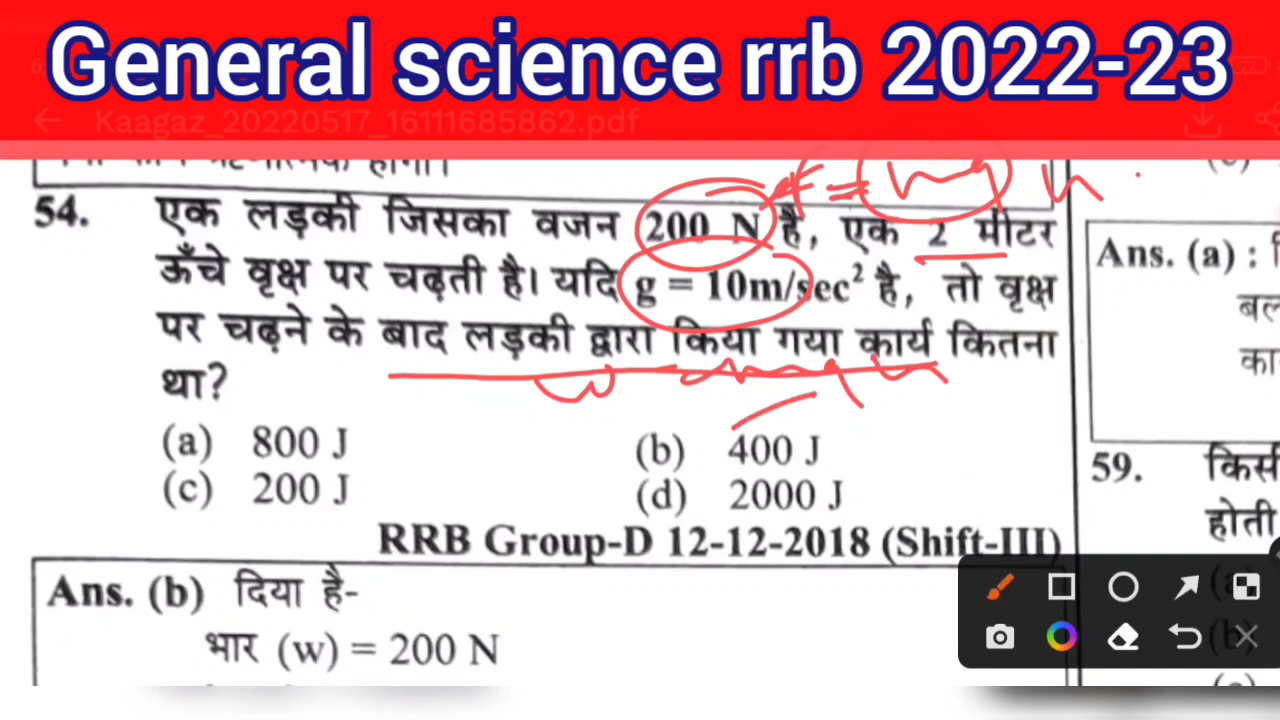 General science rrb 2022-23
Kaagaz_20220517_16111685862.pdf
54. एक लड़की जिसका वजन 200 N है, एक 2 मीटर
ऊँचे वृक्ष पर चढ़ती है। यदि g = 10m/sec² है, तो वृक्ष
पर चढ़ने के बाद लड़की द्वारा किया गया कार्य कितना
था?
(a) 800 J (b) 400 J
(c) 200 J (d) 2000 J
RRB Group-D 12-12-2018 (Shift-III)
Ans. (b) दिया है-
भार (w) = 200 N
Ans. (a) :
59.
होती